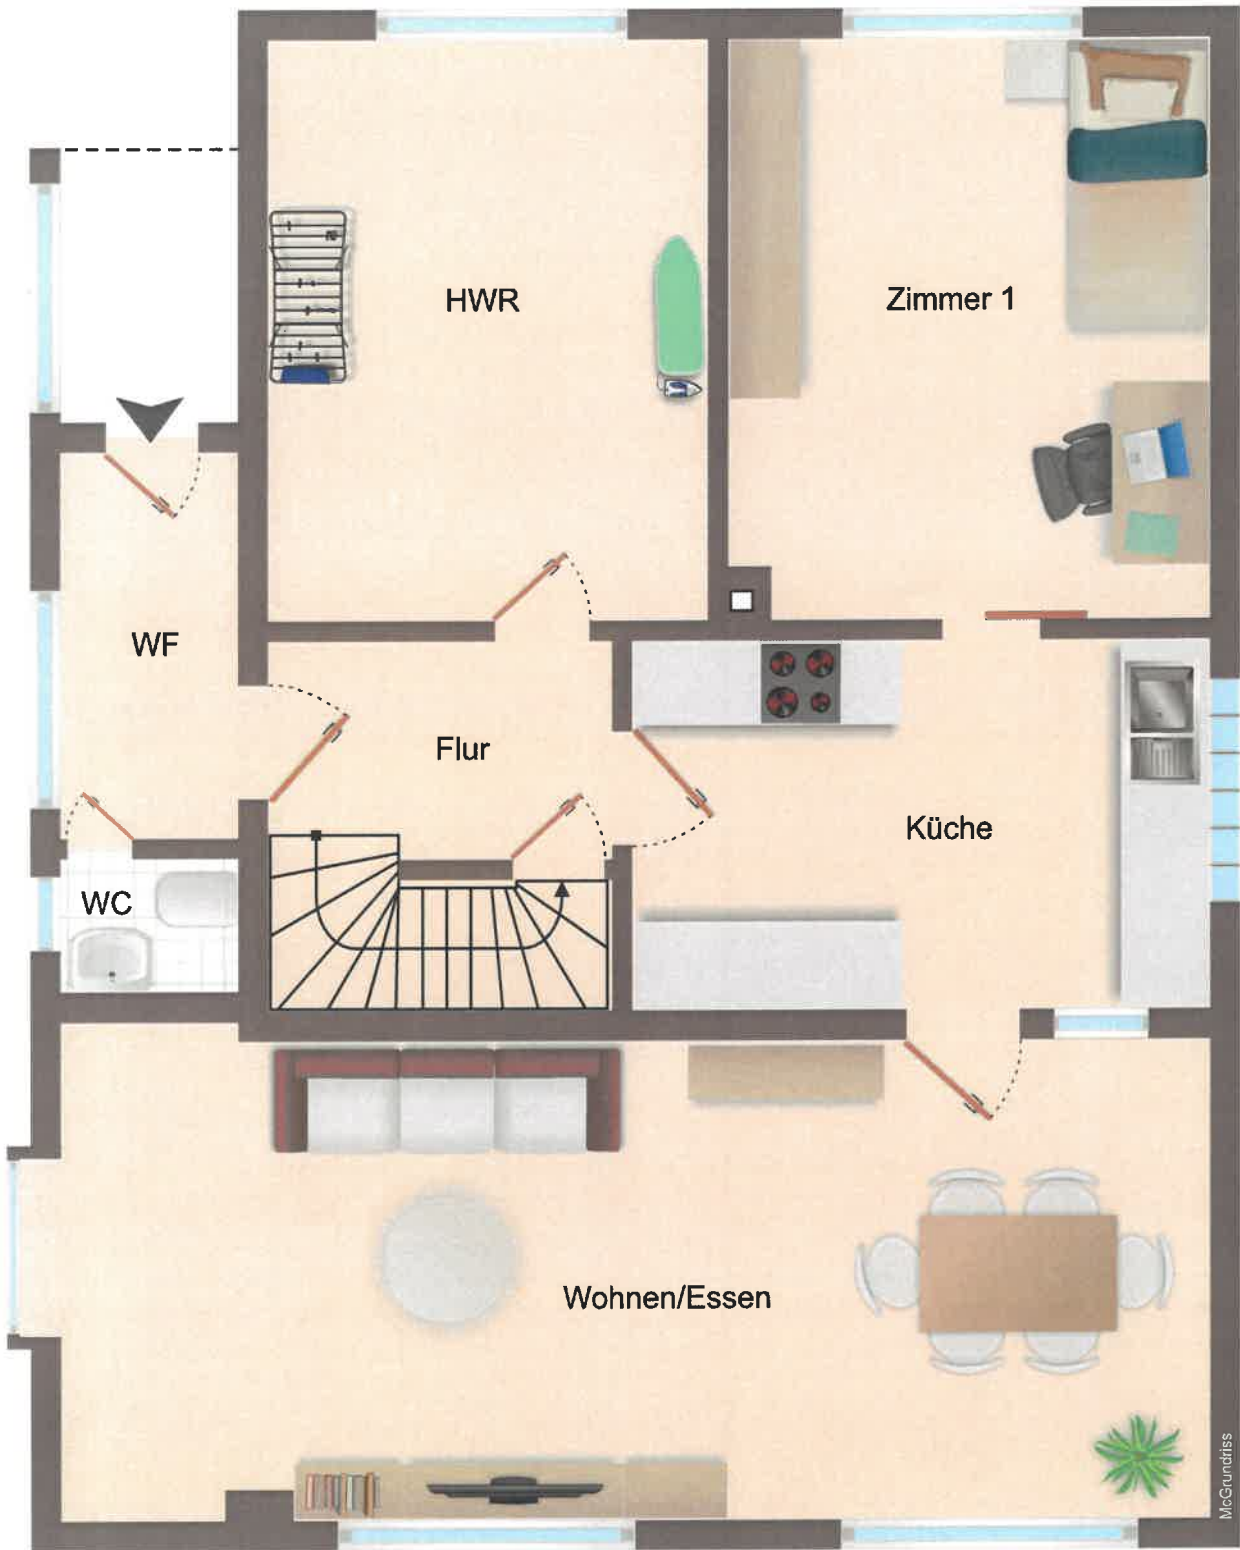 HWR
Zimmer 1
WF
Flur
Küche
WC
Wohnen/Essen
McGrundriss